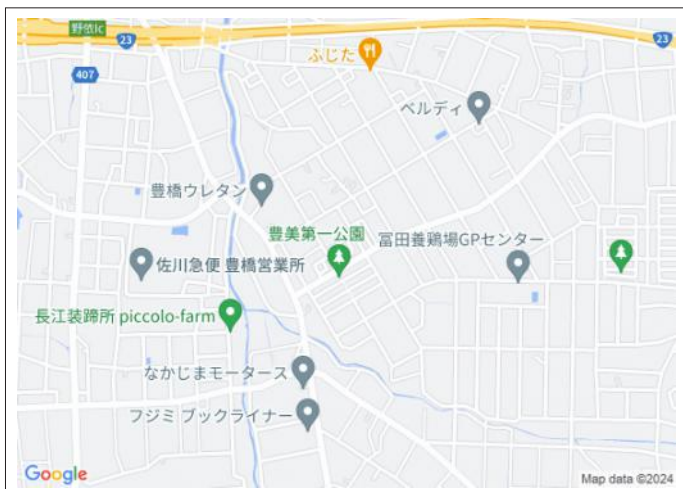 野依Ic
23
23
ふじた
407
ベルディ
豊橋ウレタン
豊美第一公園
冨田養鶏場GPセンター
佐川急便 豊橋営業所
長江装蹄所 piccolo-farm
なかじまモータース
フジミ ブックライナー
Google
Map data ©2024